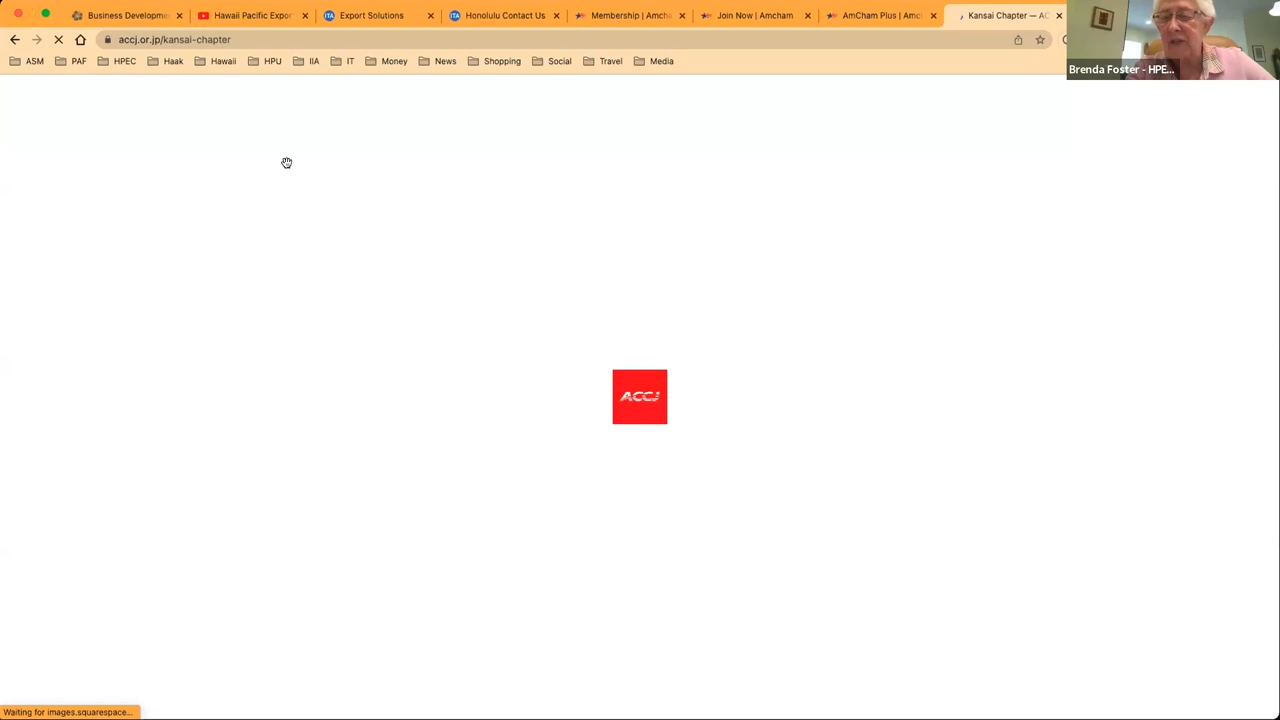 Business Developme
Hawaii Pacific Expor
Export Solutions
Honolulu Contact Us
Membership | Amcha
Join Now | Amcham
AmCham Plus | Amc
Kansai Chapter — AC
accj.or.jp/kansai-chapter
ASM
PAF
HPEC
Haak
Hawaii
HPU
IIA
IT
Money
News
Shopping
Social
Travel
Media
Brenda Foster - HPE...
ACCJ
Waiting for images.squarespace...